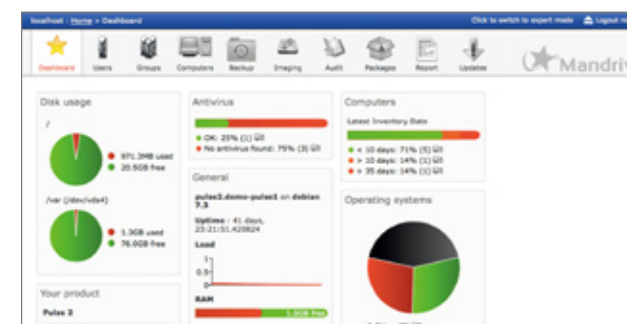 localhost : Home > Dashboard
Click to switch to expert mode
Dashboard Users Groups Computers Backup Imaging Audit Packages Report Updates
Mandriv
Disk usage
/
971.3MB used
20.5GB free
/var (/dev/vda4)
1.3GB used
76.0GB free
Your product
Pulse 2
Antivirus
OK: 25% (1)
No antivirus found: 75% (3)
General
pulse2.demo-pulse1 on debian
7.3
Uptime : 41 days,
23:21:51.420824
Load
1
0.5
0
RAM
1.0GB free
Computers
Latest Inventory Date
< 10 days: 71% (5)
> 10 days: 14% (1)
> 35 days: 14% (1)
Operating systems